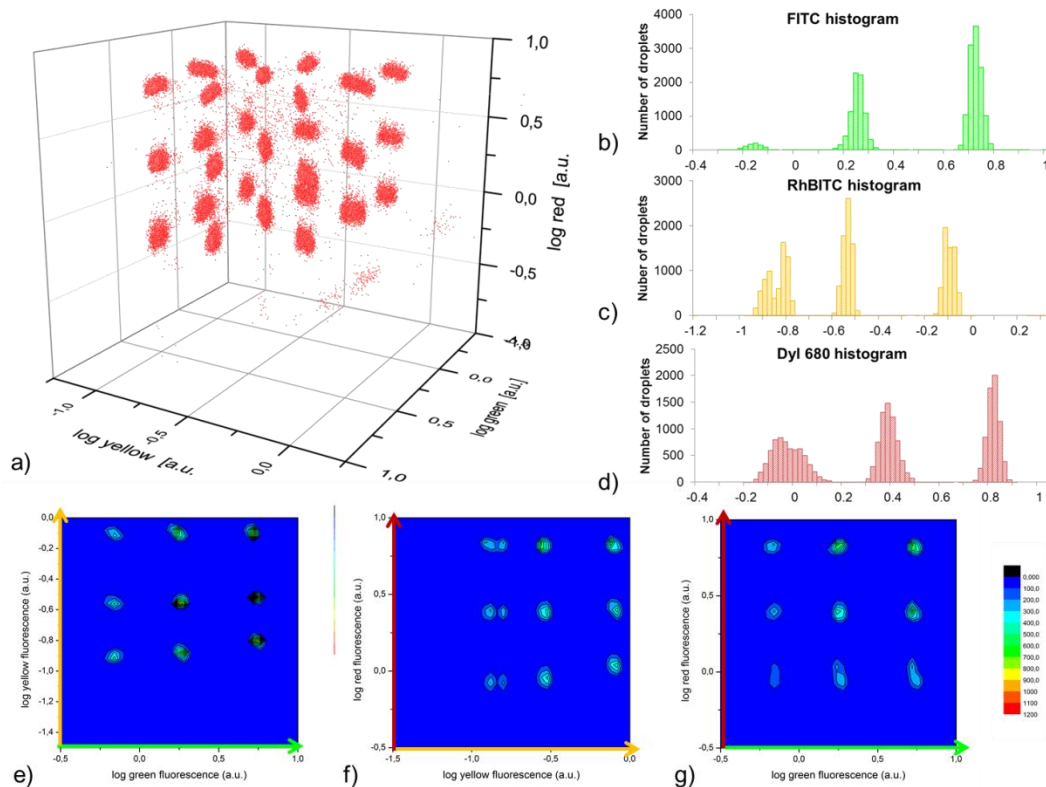 a)
1,0
0,5
0,0
-0,5
log red [a.u.]
-1,0
-0,5
0,0
log yellow [a.u.
0,0
0,5
1,0
log green [a.u.]
b)
FITC histogram
Number of droplets
4000
3000
2000
1000
0
-0.4 -0.2 0 0.2 0.4 0.6 0.8 1
c)
RhBITC histogram
Nuber of droplets
3000
2000
1000
0
-1.2 -1 -0.8 -0.6 -0.4 -0.2 0 0.2
d)
Dyl 680 histogram
Number of droplets
2500
2000
1500
1000
500
0
-0.4 -0.2 0 0.2 0.4 0.6 0.8 1
e)
log yellow fluorescence (a.u.)
0,0
-0,2
-0,4
-0,6
-0,8
-1,0
-1,2
-1,4
-0,5 0,0 0,5 1,0
log green fluorescence (a.u.)
f)
log red fluorescence (a.u.)
1,0
0,5
0,0
-0,5
-1,5 -1,0 -0,5 0,0
log yellow fluorescence (a.u.)
g)
log red fluorescence (a.u.)
1,0
0,5
0,0
-0,5
-0,5 0,0 0,5 1,0
log green fluorescence (a.u.)
0,000
100,0
200,0
300,0
400,0
500,0
600,0
700,0
800,0
900,0
1000
1100
1200